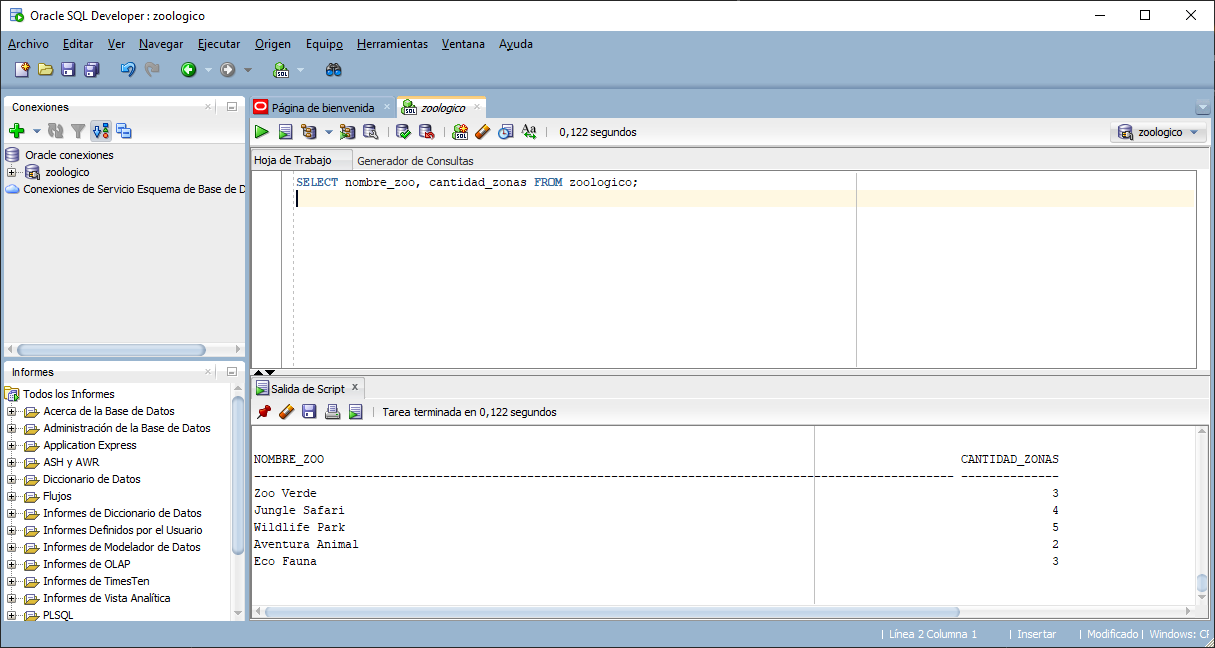 Oracle SQL Developer : zoologico
Archivo Editar Ver Navegar Ejecutar Origen Equipo Herramientas Ventana Ayuda
Conexiones
Oracle conexiones
zoologico
Conexiones de Servicio Esquema de Base de D
Informes
Todos los Informes
Acerca de la Base de Datos
Administración de la Base de Datos
Application Express
ASH y AWR
Diccionario de Datos
Flujos
Informes de Diccionario de Datos
Informes Definidos por el Usuario
Informes de Modelador de Datos
Informes de OLAP
Informes de TimesTen
Informes de Vista Analítica
PLSQL
Página de bienvenida zoologico
0,122 segundos
zoologico
Hoja de Trabajo Generador de Consultas
SELECT nombre_zoo, cantidad_zonas FROM zoologico;
Salida de Script
Tarea terminada en 0,122 segundos
NOMBRE_ZOO CANTIDAD_ZONAS
Zoo Verde 3
Jungle Safari 4
Wildlife Park 5
Aventura Animal 2
Eco Fauna 3
| Línea 2 Columna 1 | Insertar | Modificado | Windows: CR